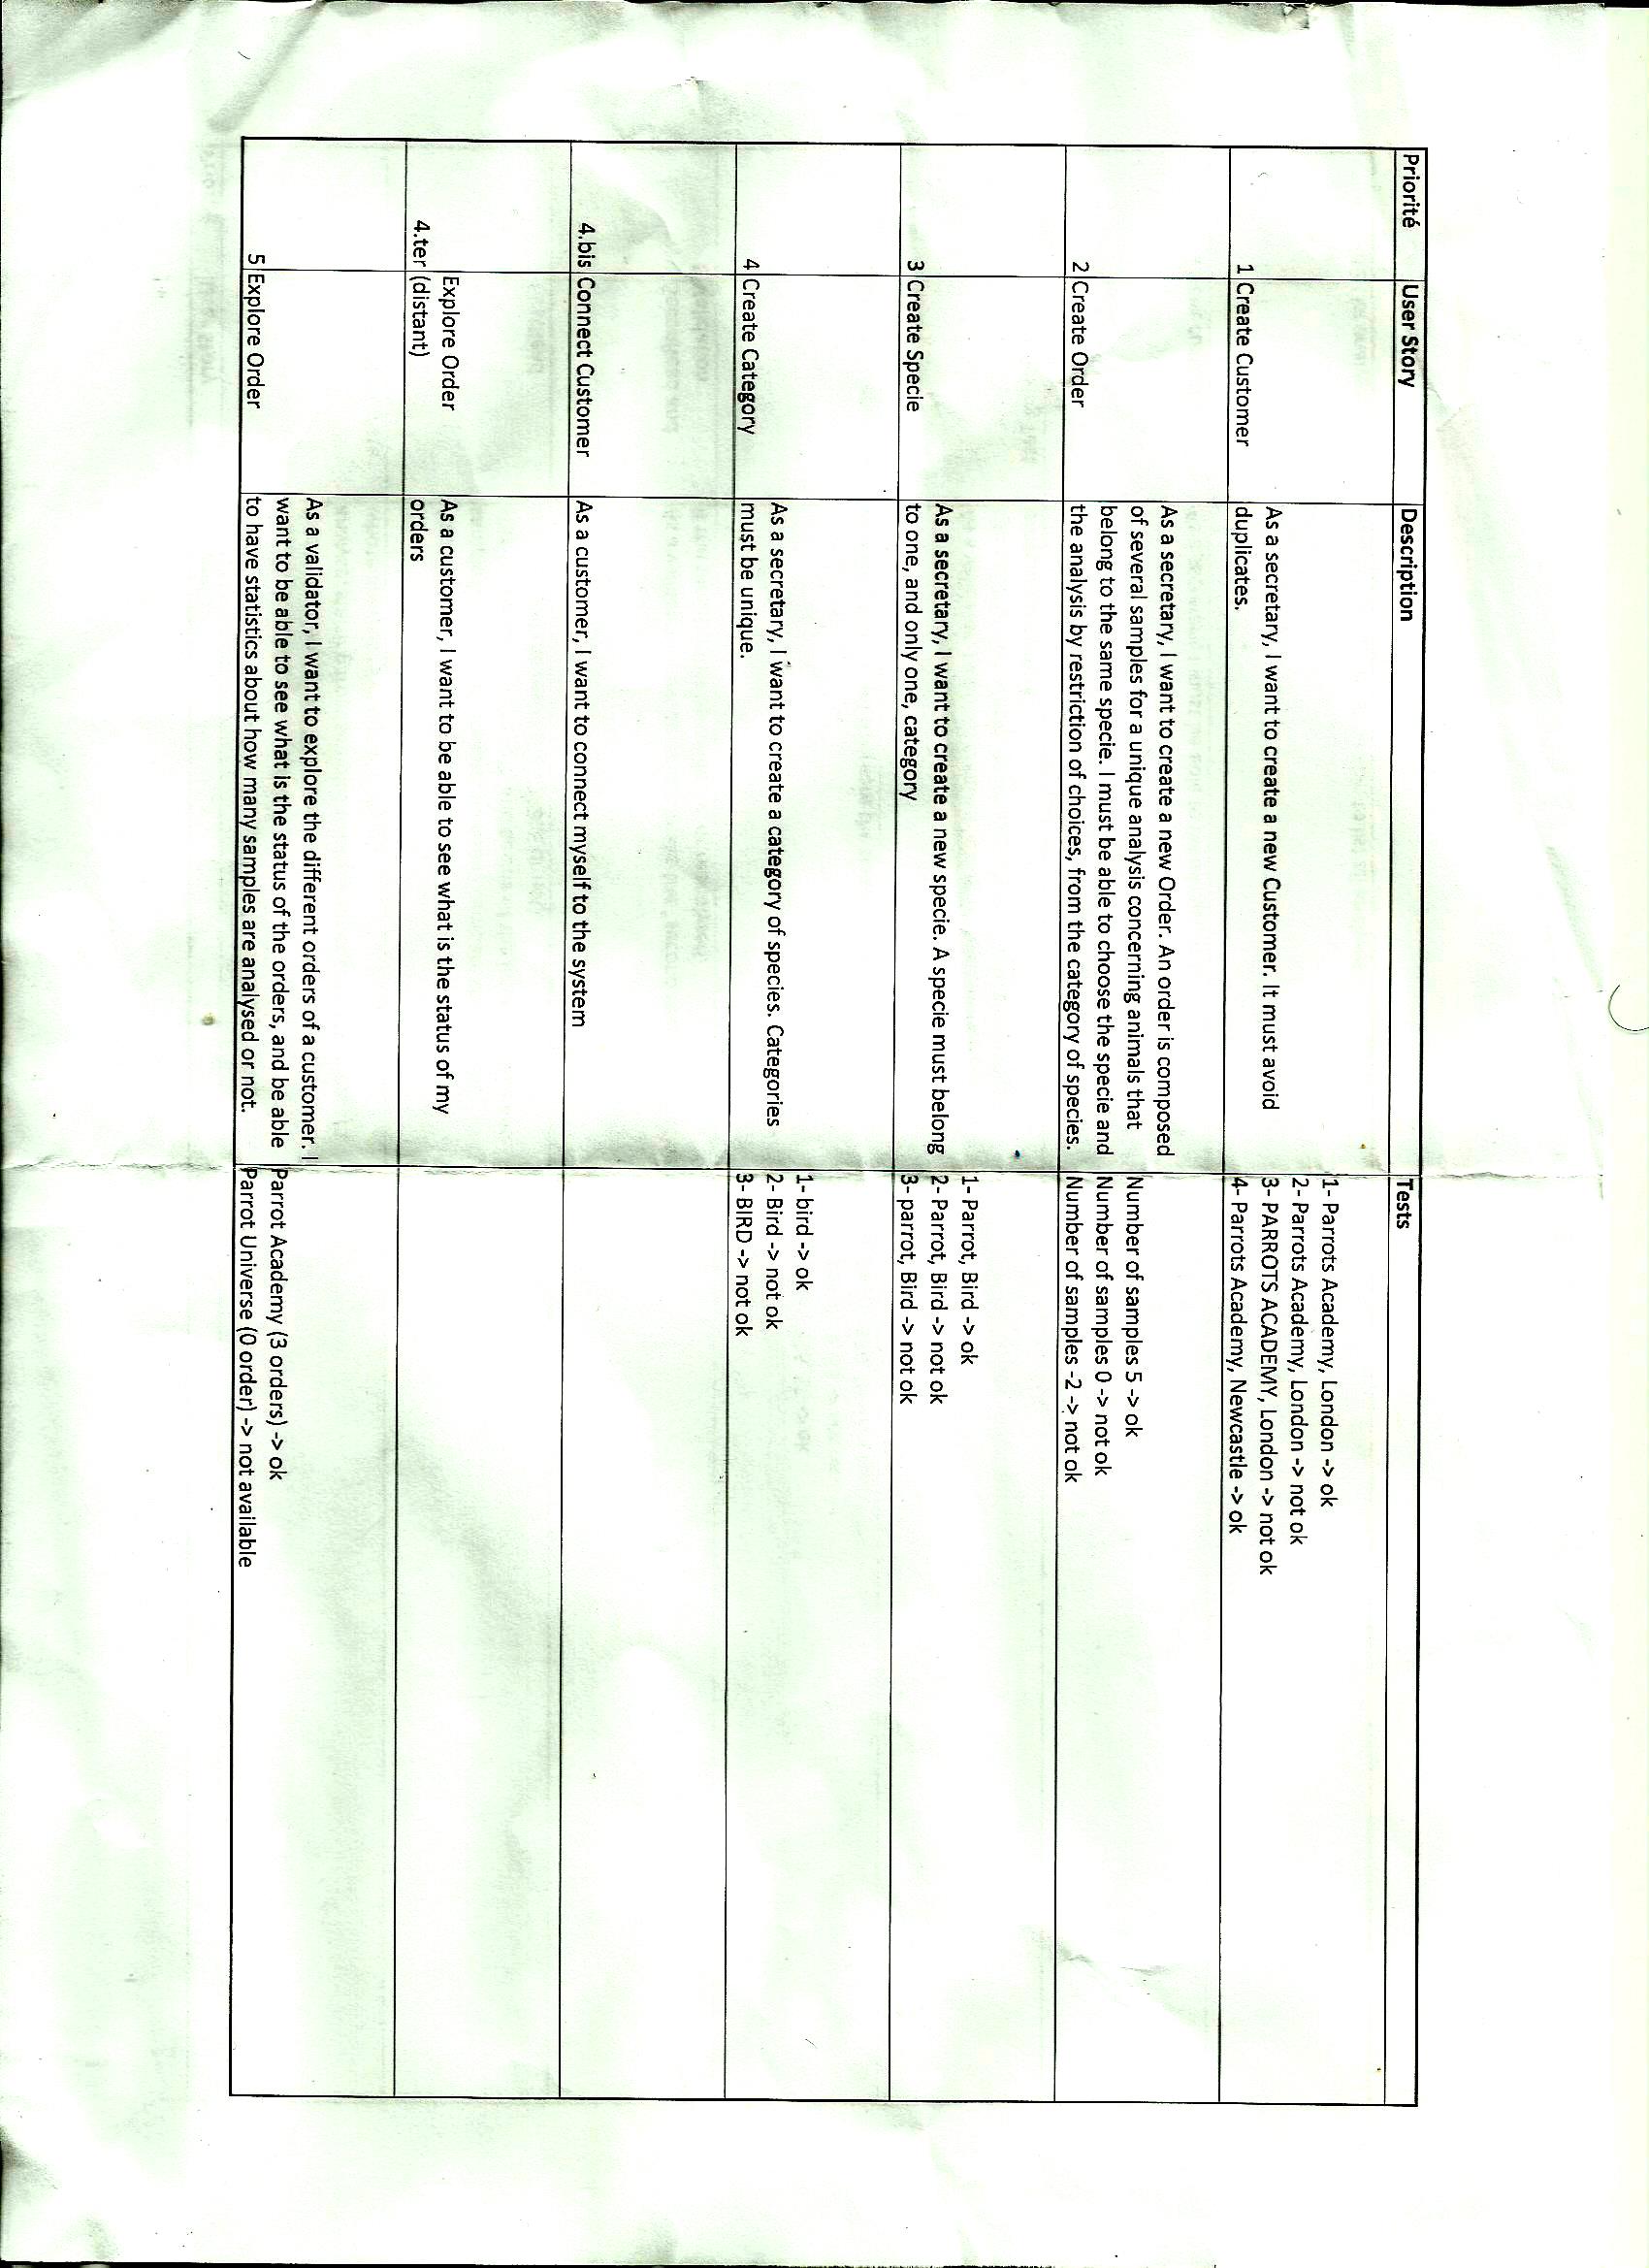 Priorité User Story Description Tests
1 Create Customer
As a secretary, I want to create a new Customer. It must avoid
duplicates.
1- Parrots Academy, London -> ok
2- Parrots Academy, London -> not ok
3- PARROTS ACADEMY, London -> not ok
4- Parrots Academy, Newcastle -> ok
2 Create Order
As a secretary, I want to create a new Order. An order is composed
of several samples for a unique analysis concerning animals that
belong to the same specie. I must be able to choose the specie and
the analysis by restriction of choices, from the category of species.
Number of samples 5 -> ok
Number of samples 0 -> not ok
Number of samples -2 -> not ok
3 Create Specie
As a secretary, I want to create a new specie. A specie must belong
to one, and only one, category
1- Parrot, Bird -> ok
2- Parrot, Bird -> not ok
3- parrot, Bird -> not ok
4 Create Category
As a secretary, I want to create a category of species. Categories
must be unique.
1- bird -> ok
2- Bird -> not ok
3- BIRD -> not ok
4.bis Connect Customer
As a customer, I want to connect myself to the system
Explore Order
4.ter (distant)
As a customer, I want to be able to see what is the status of my
orders
5 Explore Order
As a validator, I want to explore the different orders of a customer. I
want to be able to see what is the status of the orders, and be able
to have statistics about how many samples are analysed or not.
Parrot Academy (3 orders) -> ok
Parrot Universe (0 order) -> not available